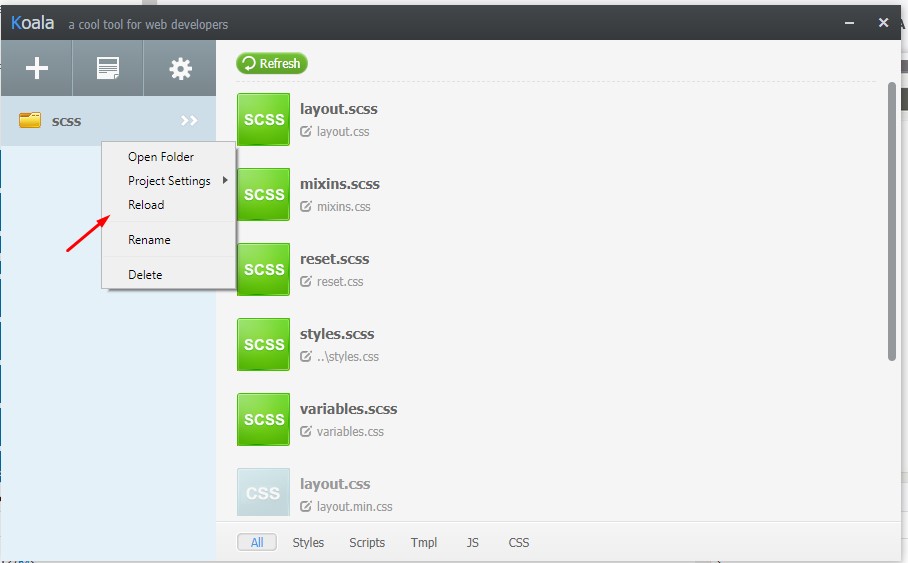 Koala a cool tool for web developers
Refresh
scss
Open Folder
Project Settings
Reload
Rename
Delete
SCSS
layout.scss
layout.css
SCSS
mixins.scss
mixins.css
SCSS
reset.scss
reset.css
SCSS
styles.scss
..\styles.css
SCSS
variables.scss
variables.css
CSS
layout.css
layout.min.css
All Styles Scripts Tmpl JS CSS